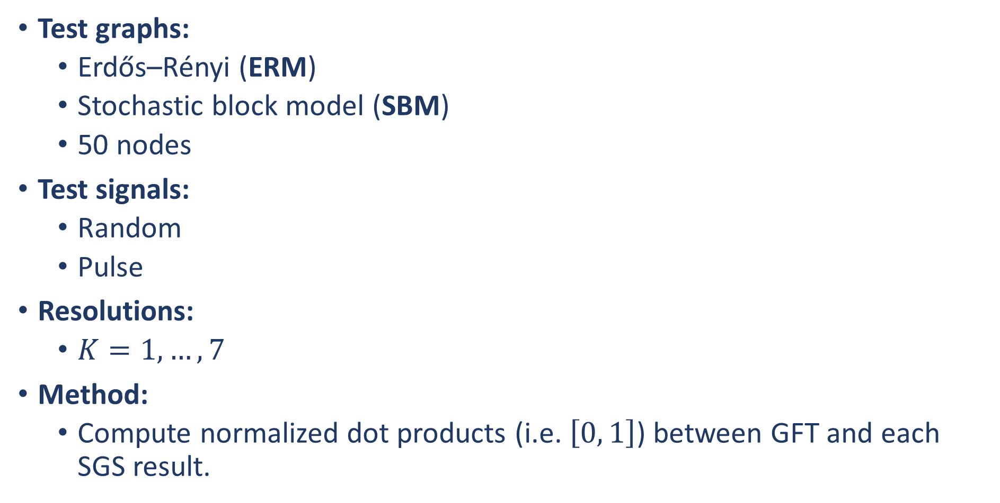 • Test graphs:
• Erdős–Rényi (ERM)
• Stochastic block model (SBM)
• 50 nodes
• Test signals:
• Random
• Pulse
• Resolutions:
• K = 1, … , 7
• Method:
• Compute normalized dot products (i.e. [0, 1]) between GFT and each
SGS result.